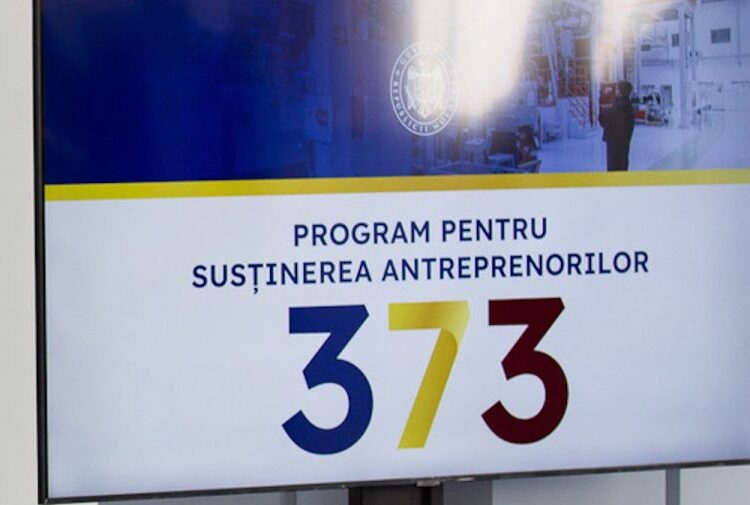 PROGRAM PENTRU
SUSȚINEREA ANTREPRENORILOR
373